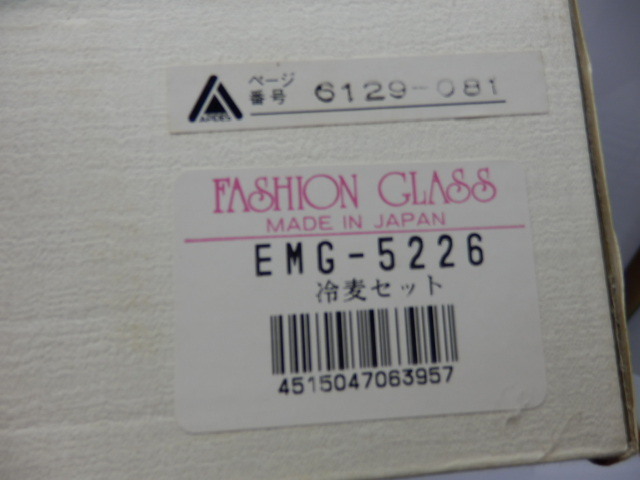 ページ
番号 6129-081
FASHION GLASS
MADE IN JAPAN
EMG-5226
冷麦セット
4515047063957